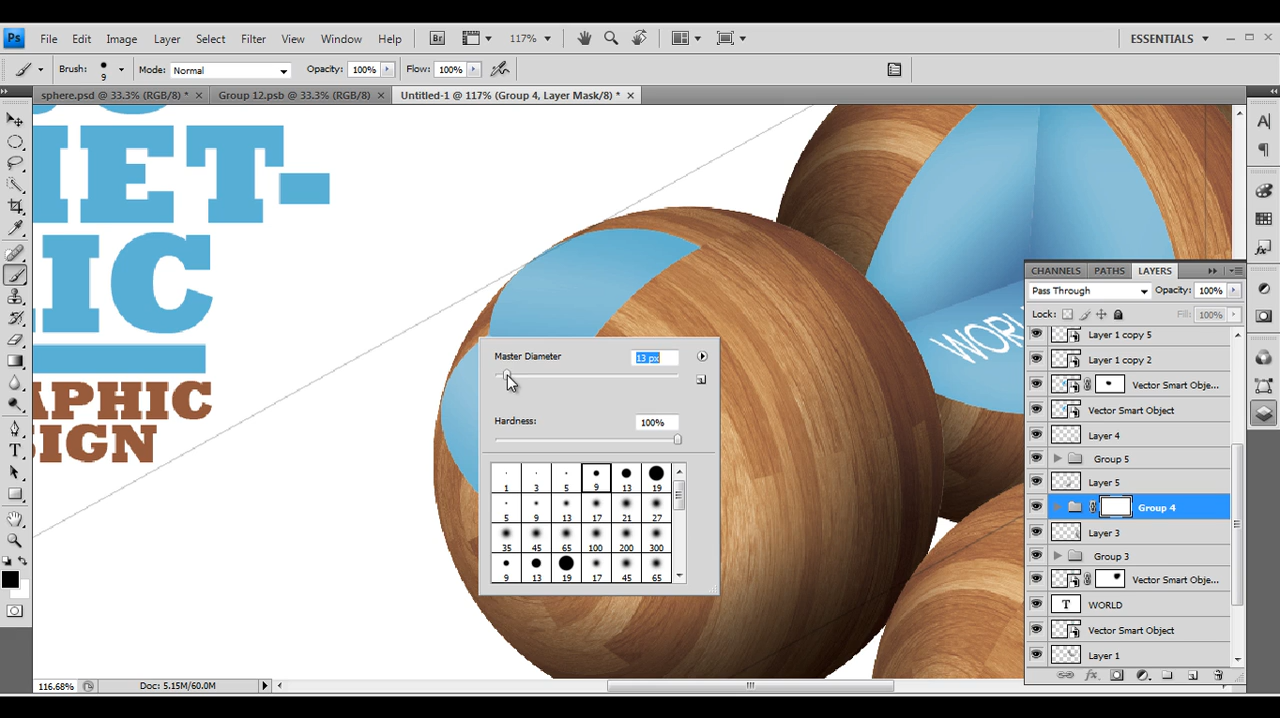 Ps File Edit Image Layer Select Filter View Window Help Br 117% ESSENTIALS
Brush: 9 Mode: Normal Opacity: 100% Flow: 100%
sphere.psd @ 33.3% (RGB/8) * Group 12.psb @ 33.3% (RGB/8) Untitled-1 @ 117% (Group 4, Layer Mask/8) *
MET-
IC
APHIC
SIGN
WORL
Master Diameter 13 px
Hardness: 100%
1 3 5 9 13 19
5 9 13 17 21 27
35 45 65 100 200 300
9 13 19 17 45 65
CHANNELS PATHS LAYERS
Pass Through Opacity: 100%
Lock: Fill: 100%
Layer 1 copy 5
Layer 1 copy 2
Vector Smart Obje...
Vector Smart Object
Layer 4
Group 5
Layer 5
Group 4
Layer 3
Group 3
Vector Smart Obje...
T WORLD
Vector Smart Object
Layer 1
116.68% Doc: 5.15M/60.0M